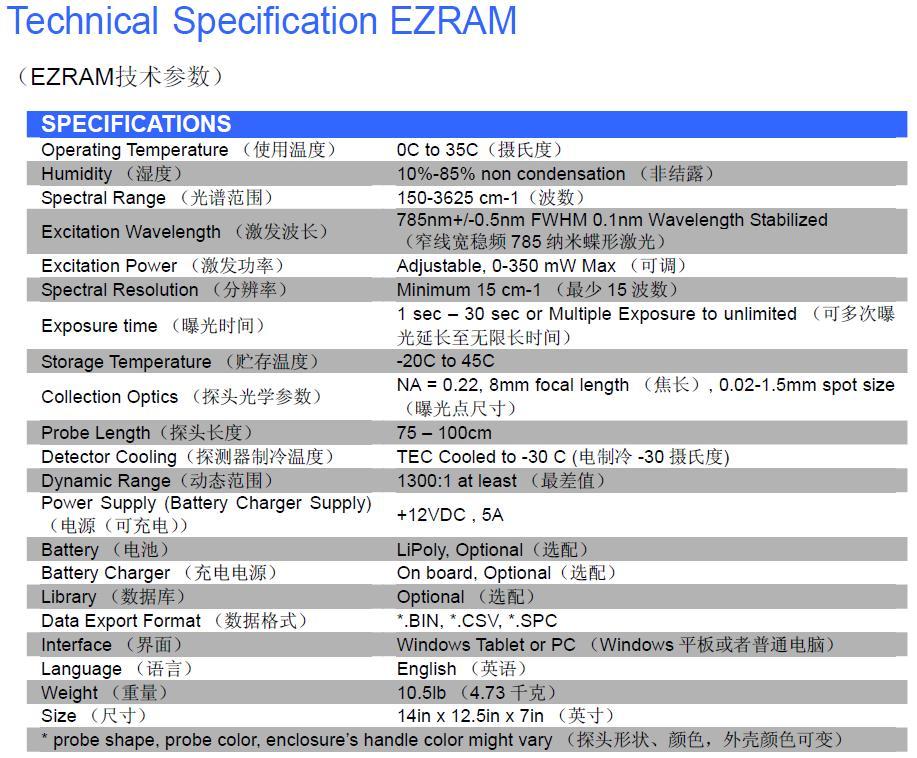 Technical Specification EZRAM
（EZRAM技术参数）
SPECIFICATIONS
Operating Temperature （使用温度） 0C to 35C（摄氏度）
Humidity （湿度） 10%-85% non condensation （非结露）
Spectral Range （光谱范围） 150-3625 cm-1（波数）
Excitation Wavelength （激发波长） 785nm+/-0.5nm FWHM 0.1nm Wavelength Stabilized
（窄线宽稳频 785 纳米蝶形激光）
Excitation Power （激发功率） Adjustable, 0-350 mW Max （可调）
Spectral Resolution （分辨率） Minimum 15 cm-1 （最少 15 波数）
Exposure time （曝光时间） 1 sec – 30 sec or Multiple Exposure to unlimited （可多次曝
光延长至无限长时间）
Storage Temperature （贮存温度） -20C to 45C
Collection Optics （探头光学参数） NA = 0.22, 8mm focal length （焦长）, 0.02-1.5mm spot size
（曝光点尺寸）
Probe Length（探头长度） 75 – 100cm
Detector Cooling（探测器制冷温度） TEC Cooled to -30 C (电制冷 -30 摄氏度)
Dynamic Range（动态范围） 1300:1 at least （最差值）
Power Supply (Battery Charger Supply)
（电源（可充电）） +12VDC , 5A
Battery （电池） LiPoly, Optional（选配）
Battery Charger （充电电源） On board, Optional（选配）
Library （数据库） Optional （选配）
Data Export Format （数据格式） *.BIN, *.CSV, *.SPC
Interface （界面） Windows Tablet or PC （Windows 平板或者普通电脑）
Language （语言） English （英语）
Weight （重量） 10.5lb （4.73 千克）
Size （尺寸） 14in x 12.5in x 7in （英寸）
* probe shape, probe color, enclosure’s handle color might vary （探头形状、颜色，外壳颜色可变）